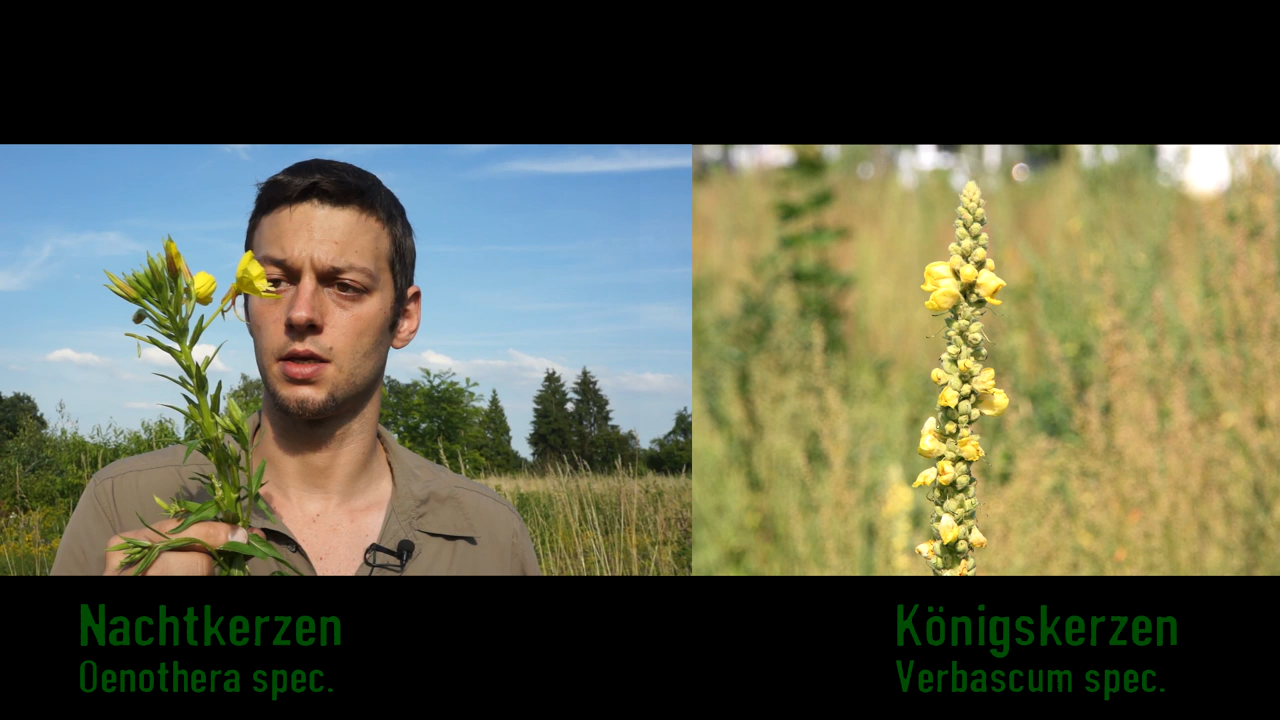 Nachtkerzen
Oenothera spec.
Königskerzen
Verbascum spec.